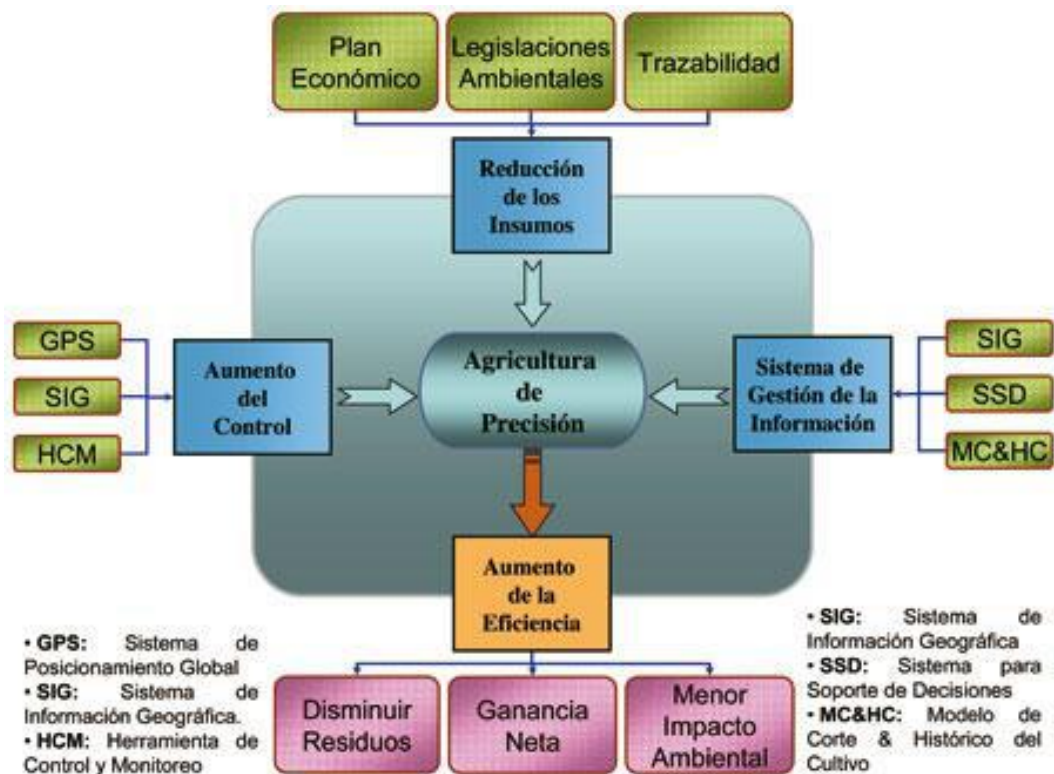 Plan
Económico
Legislaciones
Ambientales
Trazabilidad
Reducción
de los
Insumos
GPS
SIG
HCM
Aumento
del
Control
Agricultura
de
Precisión
Sistema de
Gestión de la
Información
SIG
SSD
MC&HC
Aumento
de la
Eficiencia
Disminuir
Residuos
Ganancia
Neta
Menor
Impacto
Ambiental
• GPS: Sistema de
Posicionamiento Global
• SIG: Sistema de
Información Geográfica.
• HCM: Herramienta de
Control y Monitoreo
• SIG: Sistema de
Información Geográfica
• SSD: Sistema para
Soporte de Decisiones
• MC&HC: Modelo de
Corte & Histórico del
Cultivo